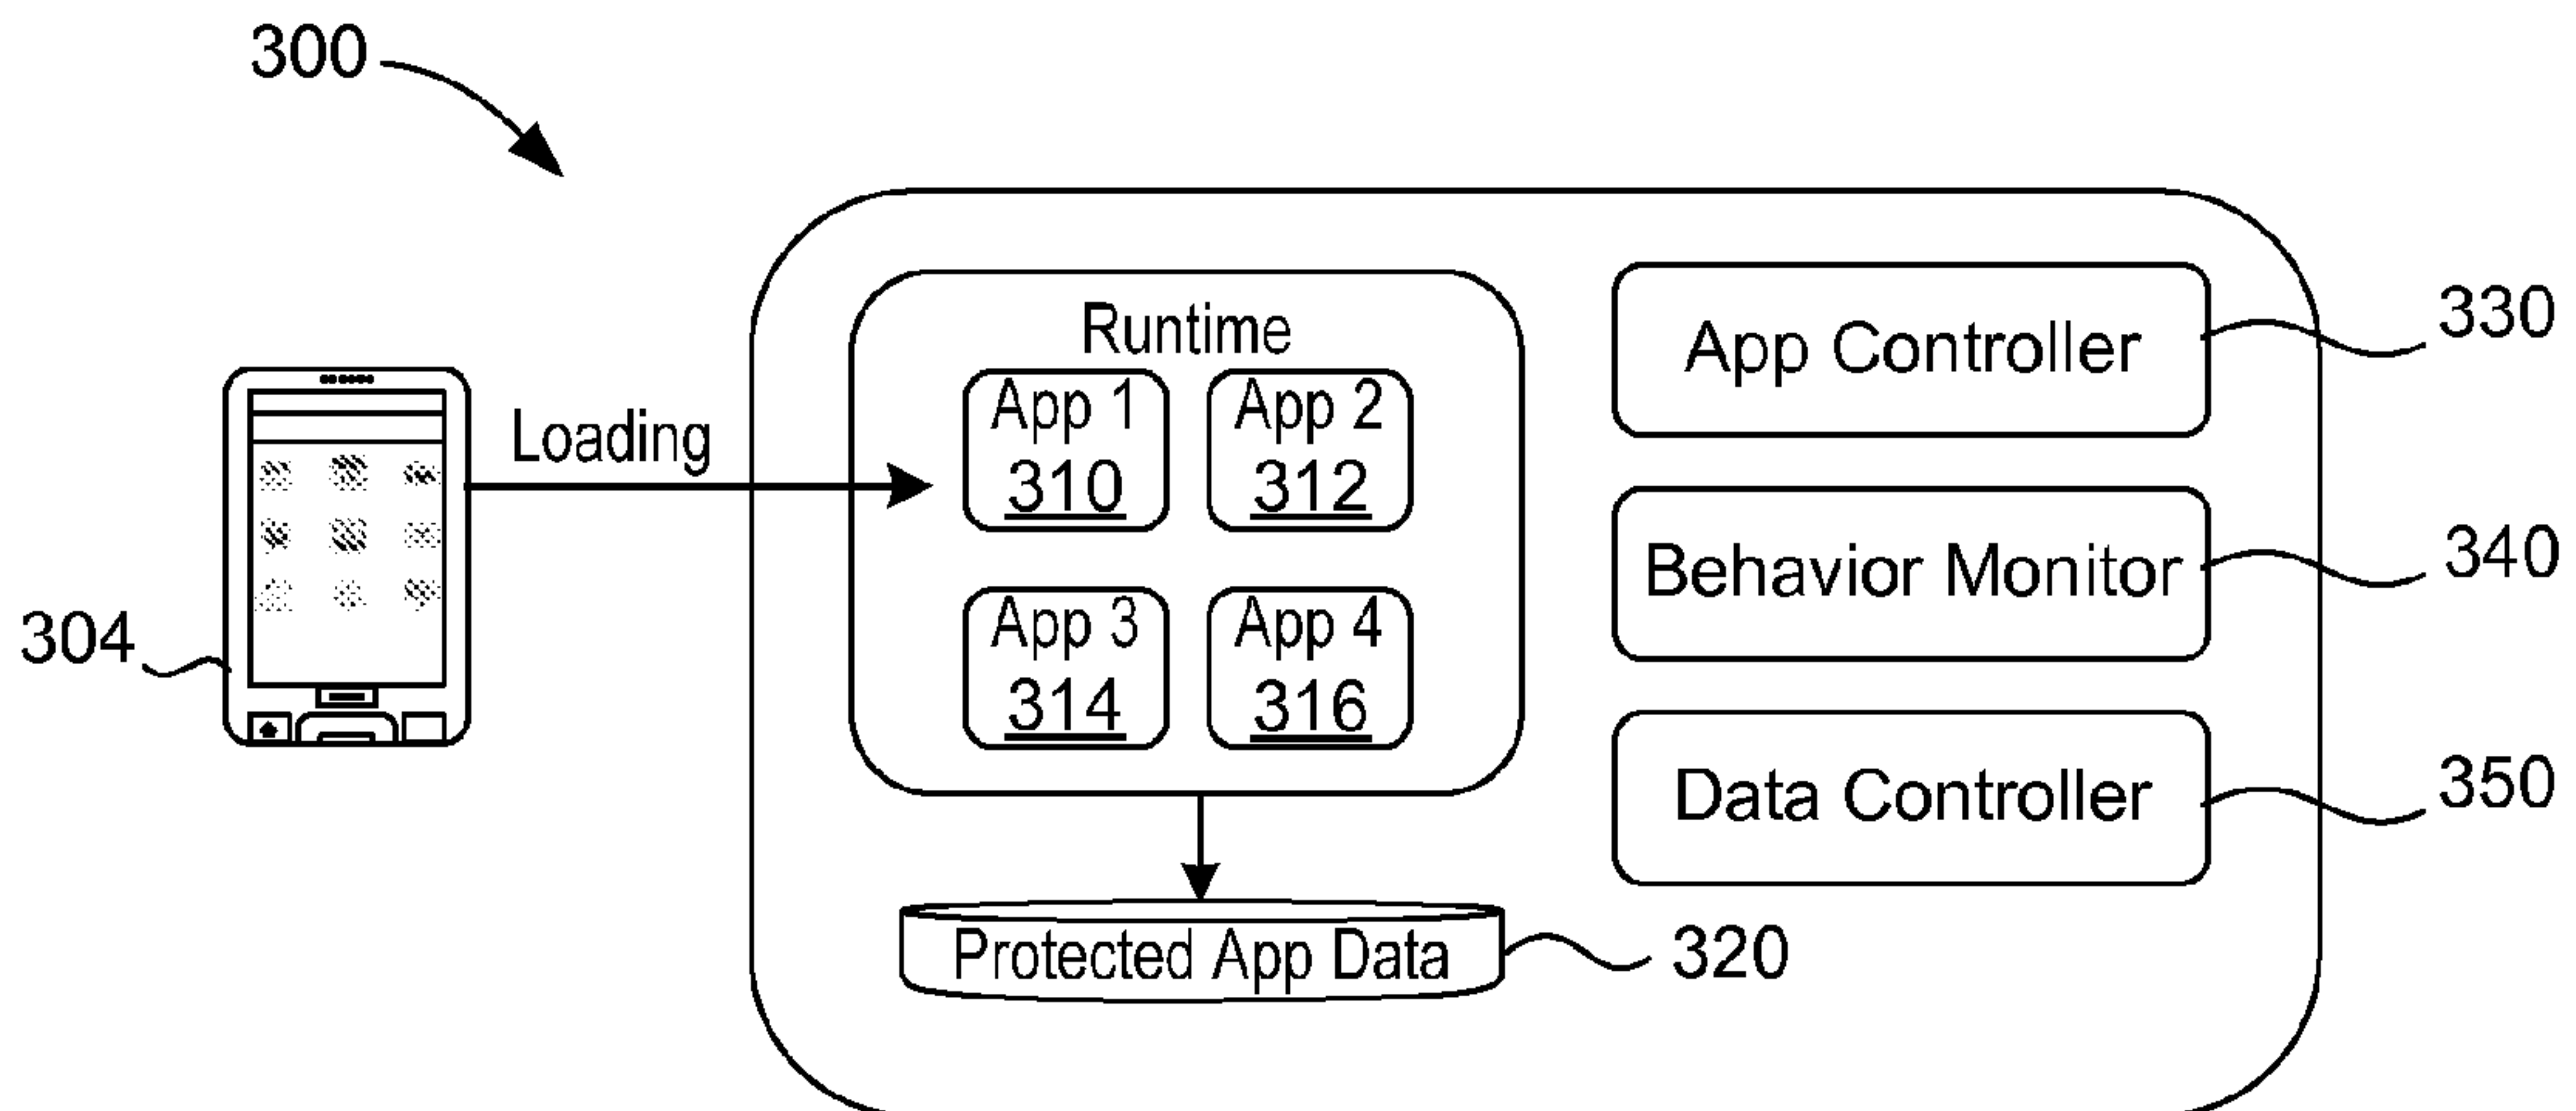 300
Runtime
App Controller
330
App 1
310
App 2
312
Loading
Behavior Monitor
340
App 3
314
App 4
316
304
Data Controller
350
Protected App Data
320